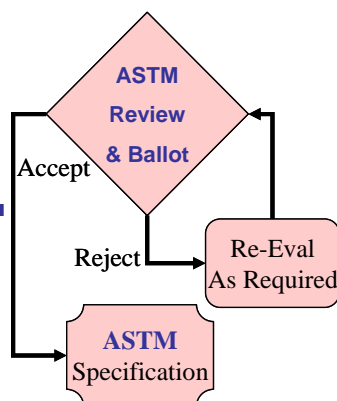 ASTM
Review
& Ballot
Accept
Reject
Re-Eval
As Required
ASTM
Specification